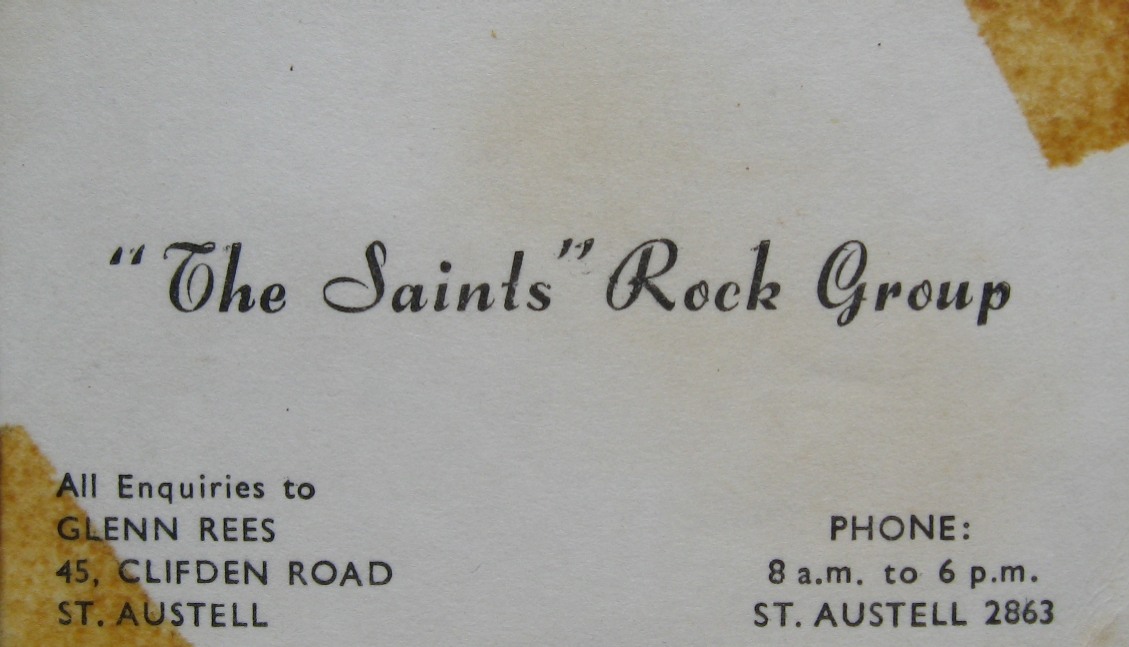 “The Saints” Rock Group
All Enquiries to
GLENN REES
45, CLIFDEN ROAD
ST. AUSTELL
PHONE:
8 a.m. to 6 p.m.
ST. AUSTELL 2863